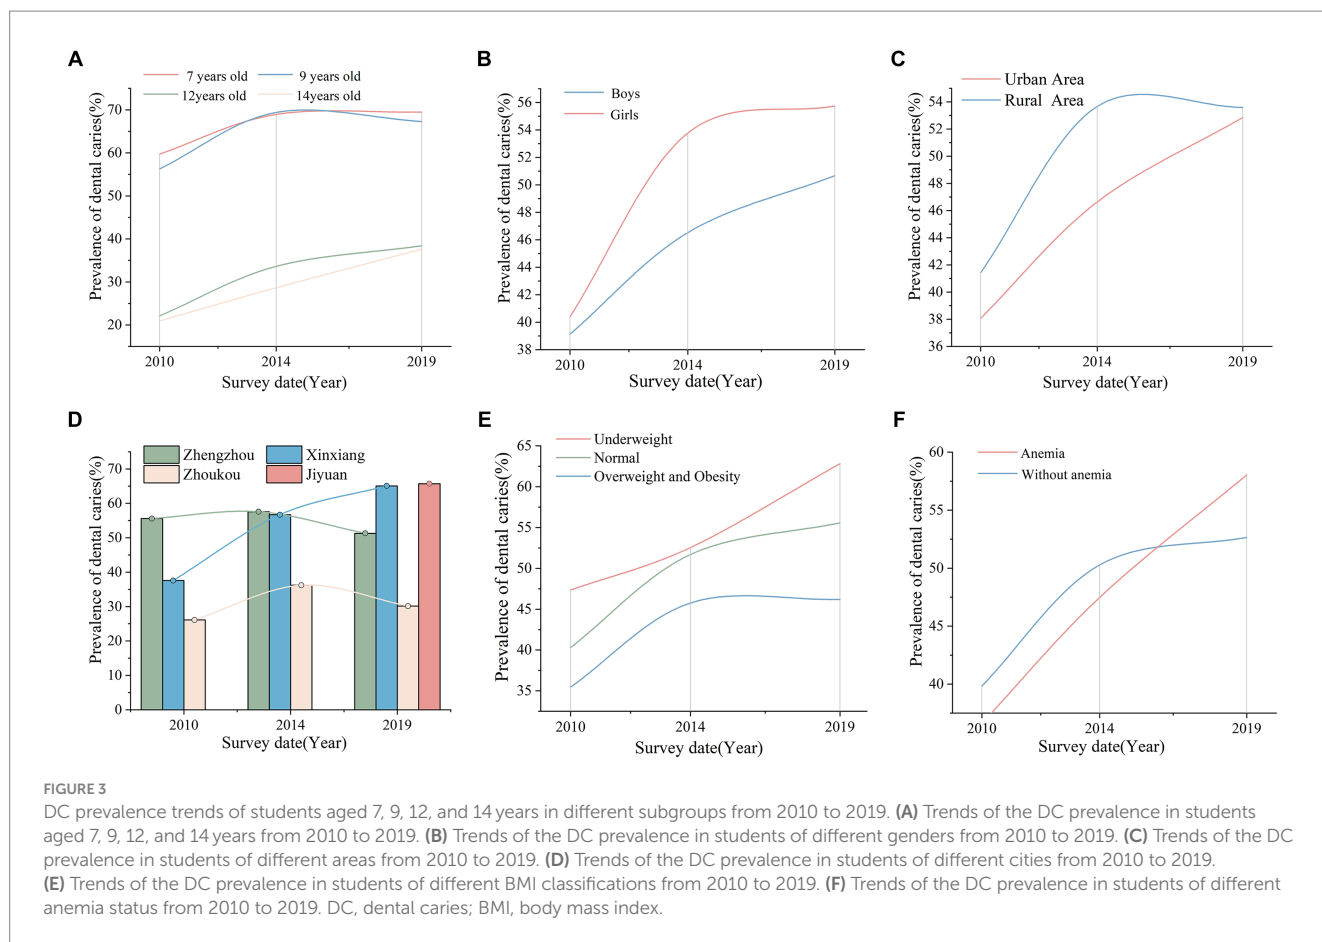 A
7 years old
9 years old
12years old
14years old
Prevalence of dental caries(%)
70
60
50
40
30
20
2010
2014
2019
Survey date(Year)
B
Boys
Girls
Prevalence of dental caries(%)
56
54
52
50
48
46
44
42
40
38
2010
2014
2019
Survey date(Year)
C
Urban Area
Rural Area
Prevalence of dental caries(%)
54
52
50
48
46
44
42
40
38
36
2010
2014
2019
Survey date(Year)
D
Zhengzhou
Xinxiang
Zhoukou
Jiyuan
Prevalence of dental caries(%)
70
60
50
40
30
20
10
0
2010
2014
2019
Survey date(Year)
E
Underweight
Normal
Overweight and Obesity
Prevalence of dental caries(%)
65
60
55
50
45
40
35
2010
2014
2019
Survey date(Year)
F
Anemia
Without anemia
Prevalence of dental caries(%)
60
55
50
45
40
2010
2014
2019
Survey date(Year)
FIGURE 3
DC prevalence trends of students aged 7, 9, 12, and 14 years in different subgroups from 2010 to 2019. (A) Trends of the DC prevalence in students
aged 7, 9, 12, and 14 years from 2010 to 2019. (B) Trends of the DC prevalence in students of different genders from 2010 to 2019. (C) Trends of the DC
prevalence in students of different areas from 2010 to 2019. (D) Trends of the DC prevalence in students of different cities from 2010 to 2019.
(E) Trends of the DC prevalence in students of different BMI classifications from 2010 to 2019. (F) Trends of the DC prevalence in students of different
anemia status from 2010 to 2019. DC, dental caries; BMI, body mass index.